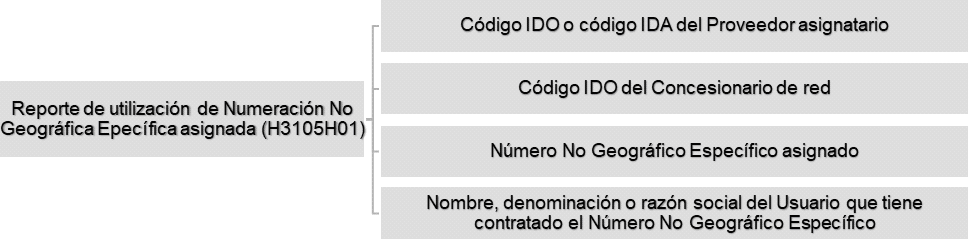 Reporte de utilización de Numeración No
Geográfica Epecífica asignada (H3105H01)
Código IDO o código IDA del Proveedor asignatario
Código IDO del Concesionario de red
Número No Geográfico Específico asignado
Nombre, denominación o razón social del Usuario que tiene
contratado el Número No Geográfico Específico